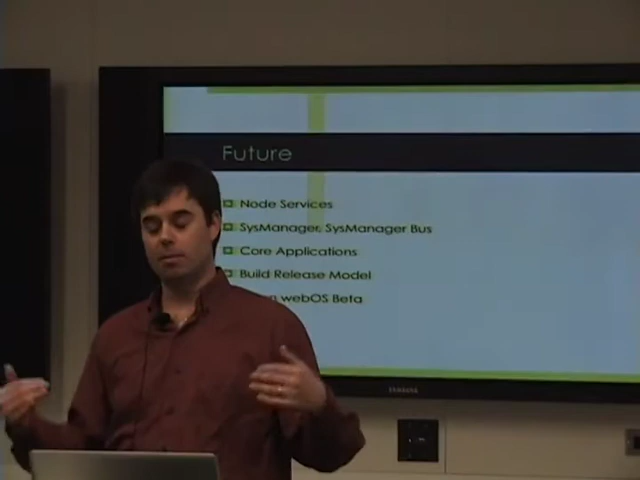 Future
Node Services
SysManager, SysManager Bus
Core Applications
Build Release Model
webOS Beta